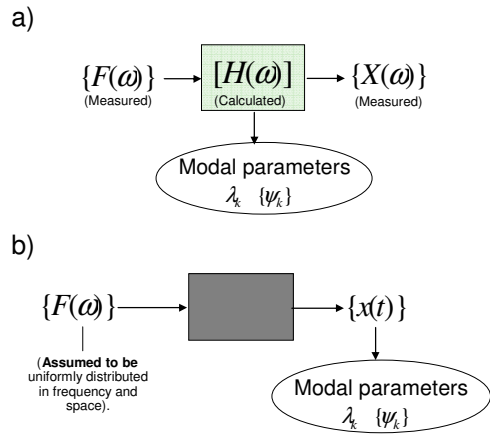 a)
{F(ω)}
(Measured)
[H(ω)]
(Calculated)
{X(ω)}
(Measured)
Modal parameters
λₖ {ψₖ}
b)
{F(ω)}
{x(t)}
(Assumed to be
uniformly distributed
in frequency and
space).
Modal parameters
λₖ {ψₖ}